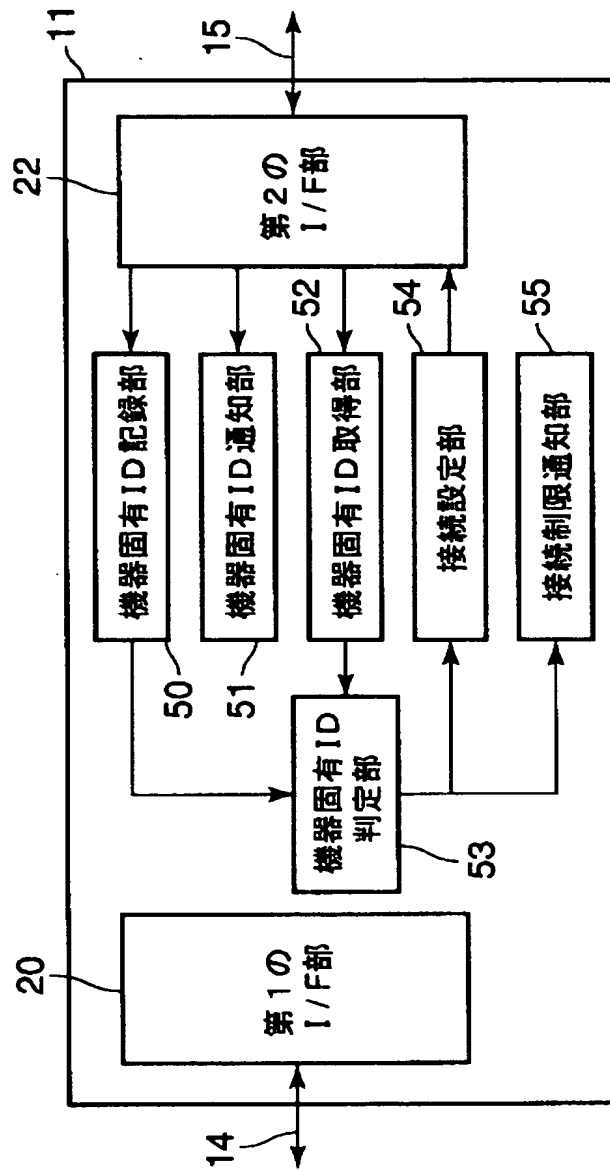 11
14
20
第1の
I/F部
50
機器固有ID記録部
51
機器固有ID通知部
52
機器固有ID取得部
53
機器固有ID
判定部
54
接続設定部
55
接続制限通知部
22
第2の
I/F部
15